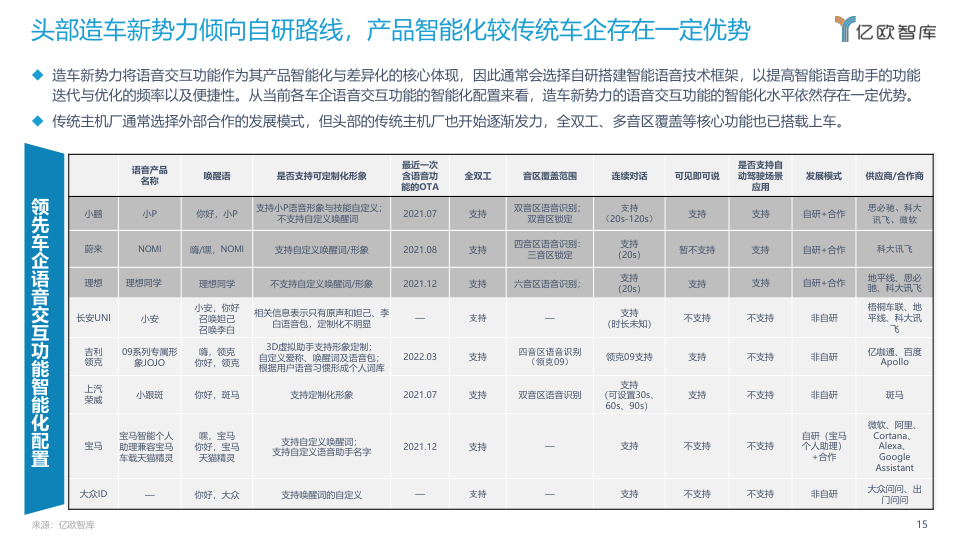 头部造车新势力倾向自研路线，产品智能化较传统车企存在一定优势
亿欧智库
造车新势力将语音交互功能作为其产品智能化与差异化的核心体现，因此通常会选择自研搭建智能语音技术框架，以提高智能语音助手的功能
迭代与优化的频率以及便捷性。从当前各车企语音交互功能的智能化配置来看，造车新势力的语音交互功能的智能化水平依然存在一定优势。
传统主机厂通常选择外部合作的发展模式，但头部的传统主机厂也开始逐渐发力，全双工、多音区覆盖等核心功能也已搭载上车。
领先车企语音交互功能智能化配置
语音产品
名称
唤醒语
是否支持可定制化形象
最近一次
含语音功
能的OTA
全双工
音区覆盖范围
连续对话
可见即可说
是否支持自
动驾驶场景
应用
发展模式
供应商/合作商
小鹏
小P
你好，小P
支持小P语音形象与技能自定义；
不支持自定义唤醒词
2021.07
支持
双音区语音识别；
双音区锁定
支持
（20s-120s）
支持
支持
自研+合作
思必驰、科大
讯飞、微软
蔚来
NOMI
嗨/嘿，NOMI
支持自定义唤醒词/形象
2021.08
支持
四音区语音识别：
三音区锁定
支持
(20s)
暂不支持
支持
自研+合作
科大讯飞
理想
理想同学
理想同学
不支持自定义唤醒词/形象
2021.12
支持
六音区语音识别；
支持
(20s)
支持
支持
自研+合作
地平线、思必
驰、科大讯飞
长安UNI
小安
小安，你好
召唤妲己
召唤李白
相关信息表示只有原声和妲己、李
白语音包，定制化不明显
—
支持
—
支持
(时长未知)
不支持
不支持
非自研
梧桐车联、地
平线、科大讯
飞
吉利
领克
09系列专属形
象JOJO
嗨，领克
你好，领克
3D虚拟助手支持形象定制；
自定义爱称、唤醒词及语音包；
根据用户语音习惯形成个人词库
2022.03
支持
四音区语音识别
（领克09）
领克09支持
支持
不支持
非自研
亿咖通、百度
Apollo
上汽
荣威
小跟斑
你好，斑马
支持定制化形象
2021.07
支持
双音区语音识别
支持
(可设置30s、
60s、90s)
支持
不支持
非自研
斑马
宝马
宝马智能个人
助理兼容宝马
车载天猫精灵
嘿，宝马
你好，宝马
天猫精灵
支持自定义唤醒词；
支持自定义语音助手名字
2021.12
支持
—
支持
不支持
不支持
自研（宝马
个人助理）
+合作
微软、阿里、
Cortana、
Alexa、
Google
Assistant
大众ID
—
你好，大众
支持唤醒词的自定义
—
支持
—
支持
不支持
不支持
非自研
大众问问、出
门问问
来源：亿欧智库
15